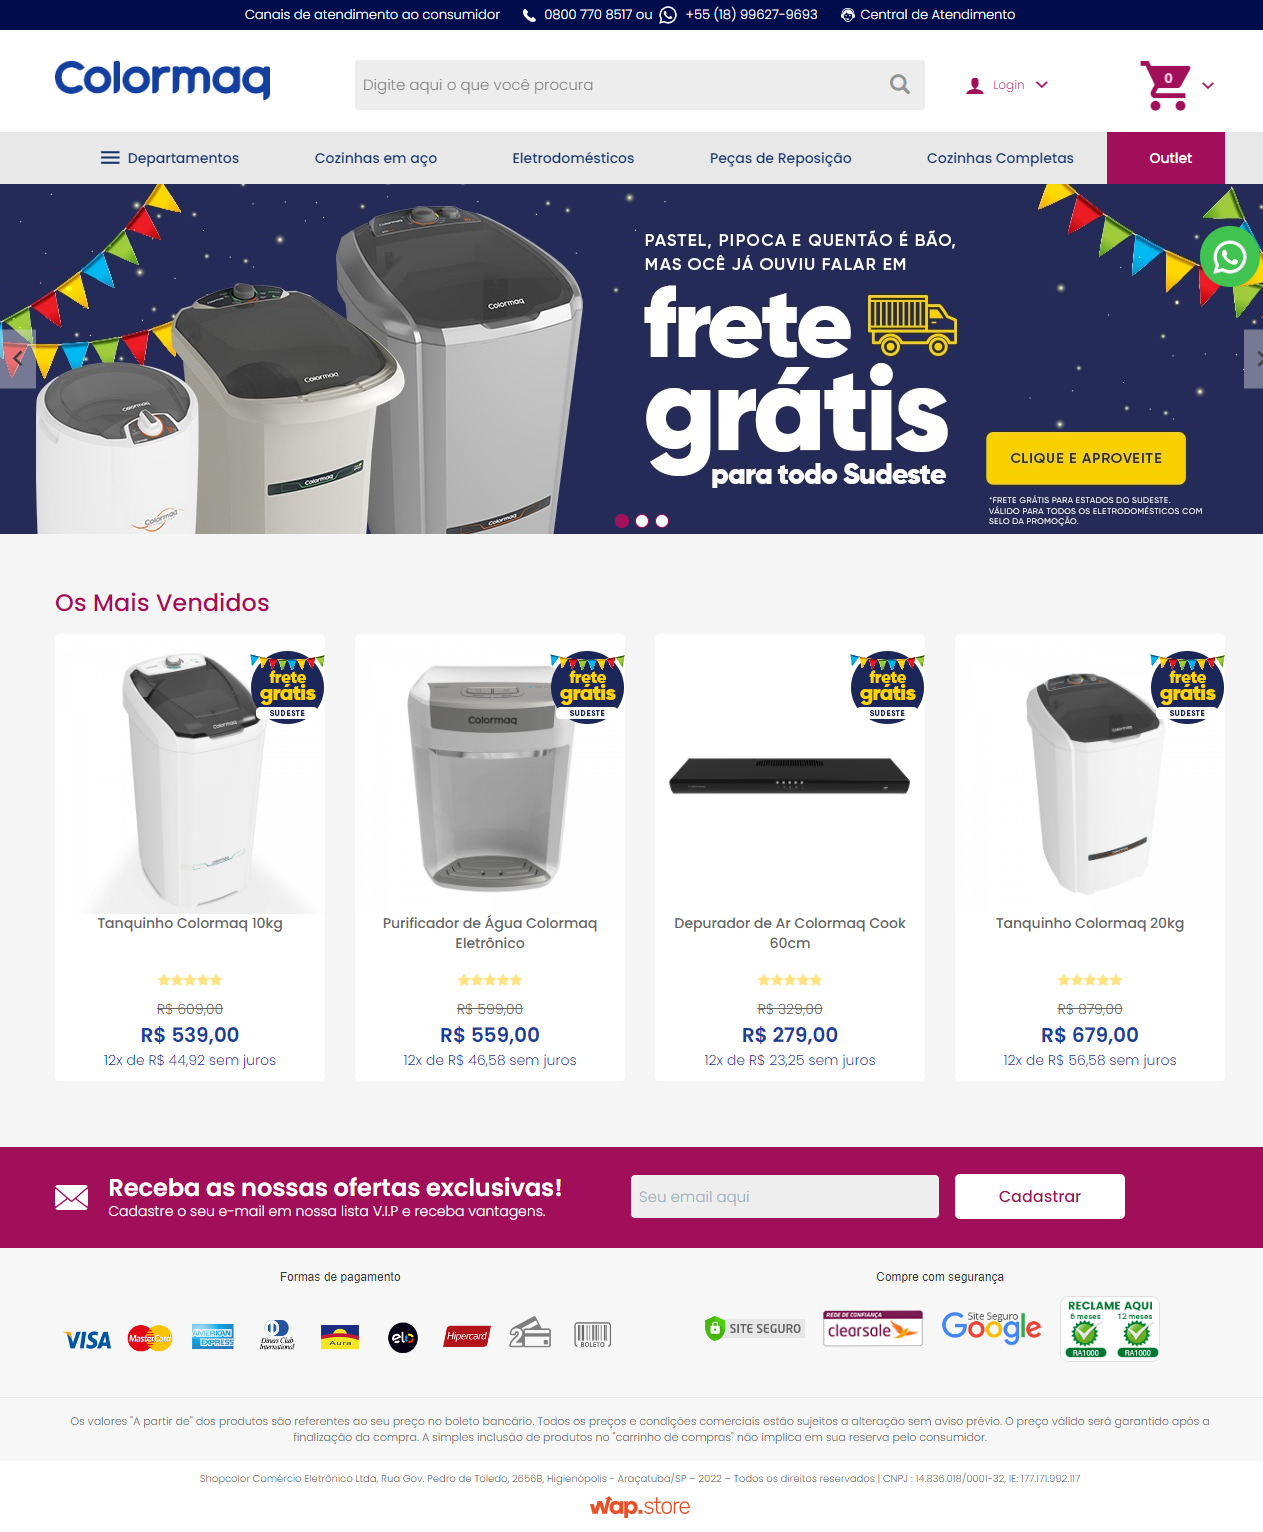 Canais de atendimento ao consumidor 0800 770 8517 ou +55 (18) 99627-9693 Central de Atendimento
Colormaq
Digite aqui o que você procura
Login
0
Departamentos Cozinhas em aço Eletrodomésticos Peças de Reposição Cozinhas Completas Outlet
PASTEL, PIPOCA E QUENTÃO É BÃO,
MAS OCÊ JÁ OUVIU FALAR EM
frete
grátis
para todo Sudeste
CLIQUE E APROVEITE
*FRETE GRÁTIS PARA ESTADOS DO SUDESTE.
VÁLIDO PARA TODOS OS ELETRODOMÉSTICOS COM
SELO DA PROMOÇÃO.
Colormaq
Colormaq
Colormaq
Colormaq
Colormaq
Colormaq
Os Mais Vendidos
frete
grátis
SUDESTE
Colormaq
Tanquinho Colormaq 10kg
R$ 609,00
R$ 539,00
12x de R$ 44,92 sem juros
frete
grátis
SUDESTE
Colormaq
Purificador de Água Colormaq
Eletrônico
R$ 599,00
R$ 559,00
12x de R$ 46,58 sem juros
frete
grátis
SUDESTE
Depurador de Ar Colormaq Cook
60cm
R$ 329,00
R$ 279,00
12x de R$ 23,25 sem juros
frete
grátis
SUDESTE
Tanquinho Colormaq 20kg
R$ 879,00
R$ 679,00
12x de R$ 56,58 sem juros
Receba as nossas ofertas exclusivas!
Cadastre o seu e-mail em nossa lista V.I.P e receba vantagens.
Seu email aqui
Cadastrar
Formas de pagamento
VISA MasterCard AMERICAN EXPRESS Diners Club International Aura elo Hipercard 2 BOLETO
Compre com segurança
SITE SEGURO
REDE DE CONFIANÇA
clearsale
Site Seguro
Google
RECLAME AQUI
6 meses 12 meses
RA1000 RA1000
Os valores "A partir de" dos produtos são referentes ao seu preço no boleto bancário. Todos os preços e condições comerciais estão sujeitos a alteração sem aviso prévio. O preço válido será garantido após a
finalização da compra. A simples inclusão de produtos no "carrinho de compras" não implica em sua reserva pelo consumidor.
Shopcolor Comércio Eletrônico Ltda, Rua Gov. Pedro de Toledo, 2656B, Higienópolis - Araçatuba/SP – 2022 – Todos os direitos reservados | CNPJ : 14.836.018/0001-32, IE: 177.171.992.117
wap.store